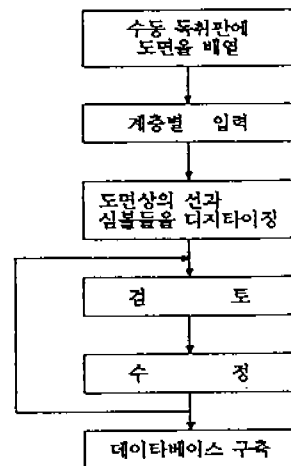 수동 독취판에
도면을 배열
계층별 입력
도면상의 선과
심볼들을 디지타이징
검 토
수 정
데이타베이스 구축